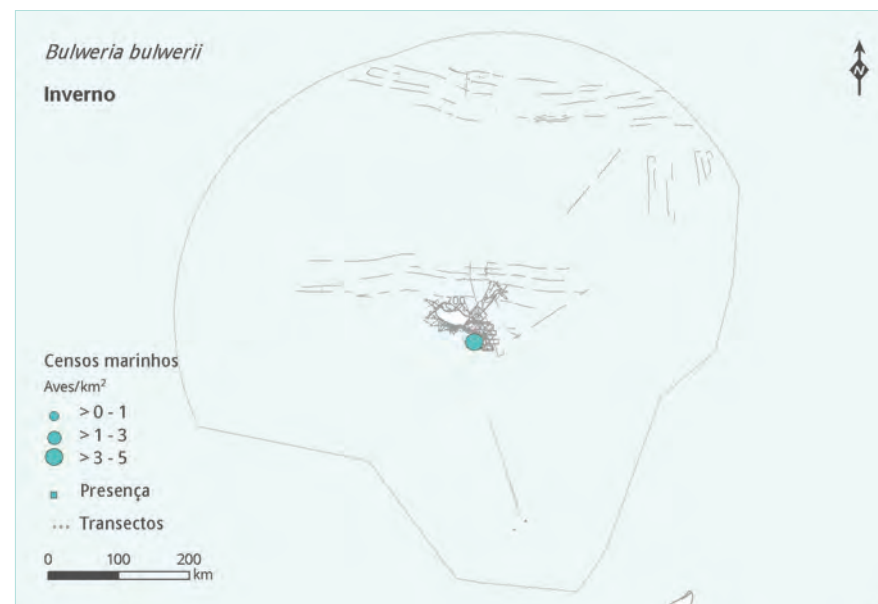 Bulweria bulwerii
Inverno
N
200
Censos marinhos
Aves/km²
> 0 - 1
> 1 - 3
> 3 - 5
Presença
... Transectos
0 100 200
km